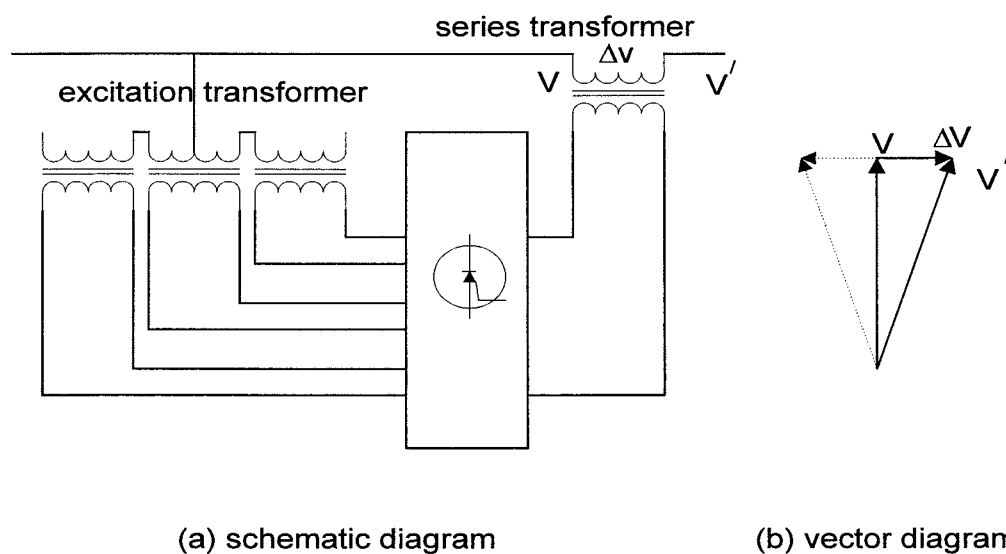 series transformer
ΔV
V
V′
excitation transformer
V
ΔV
V′
(a) schematic diagram
(b) vector diagram